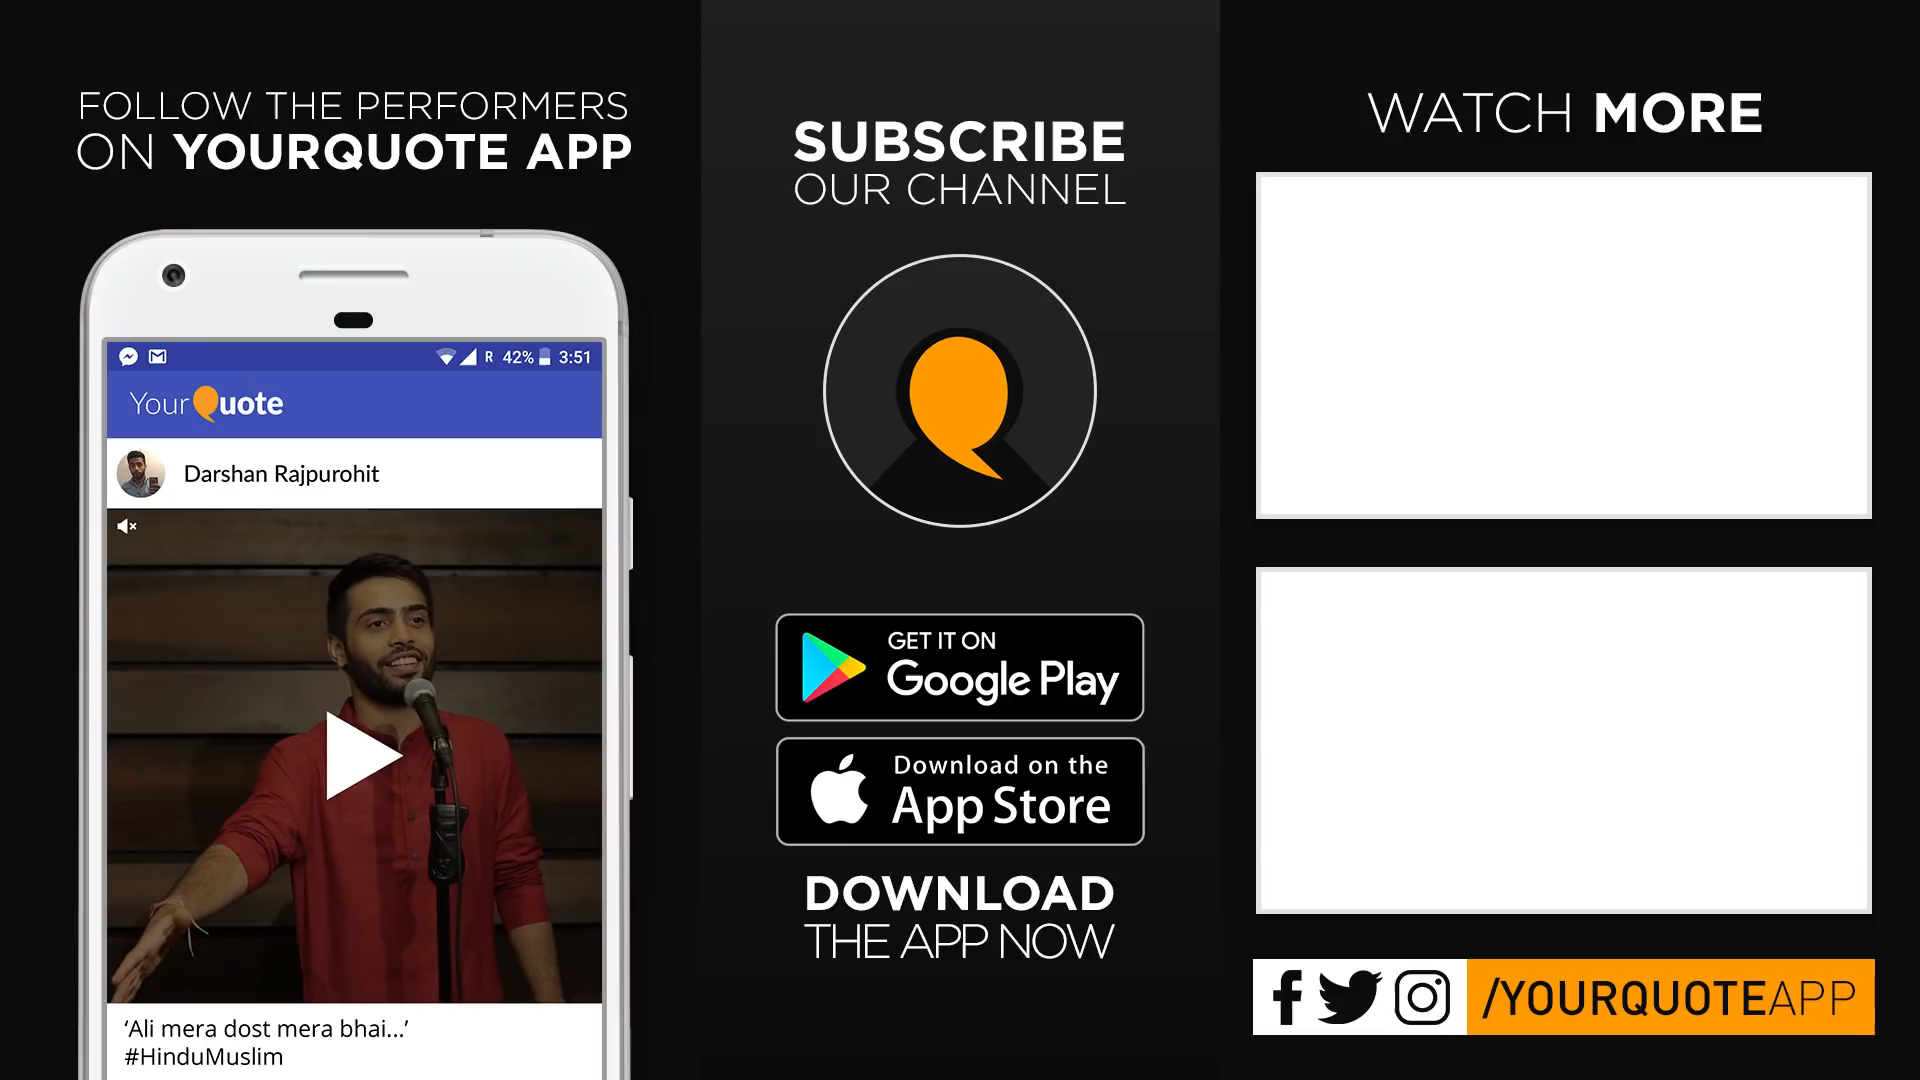 FOLLOW THE PERFORMERS
ON YOURQUOTE APP
R 42% 3:51
YourQuote
Darshan Rajpurohit
‘Ali mera dost mera bhai...’
#HinduMuslim
SUBSCRIBE
OUR CHANNEL
GET IT ON
Google Play
Download on the
App Store
DOWNLOAD
THE APP NOW
WATCH MORE
/YOURQUOTEAPP